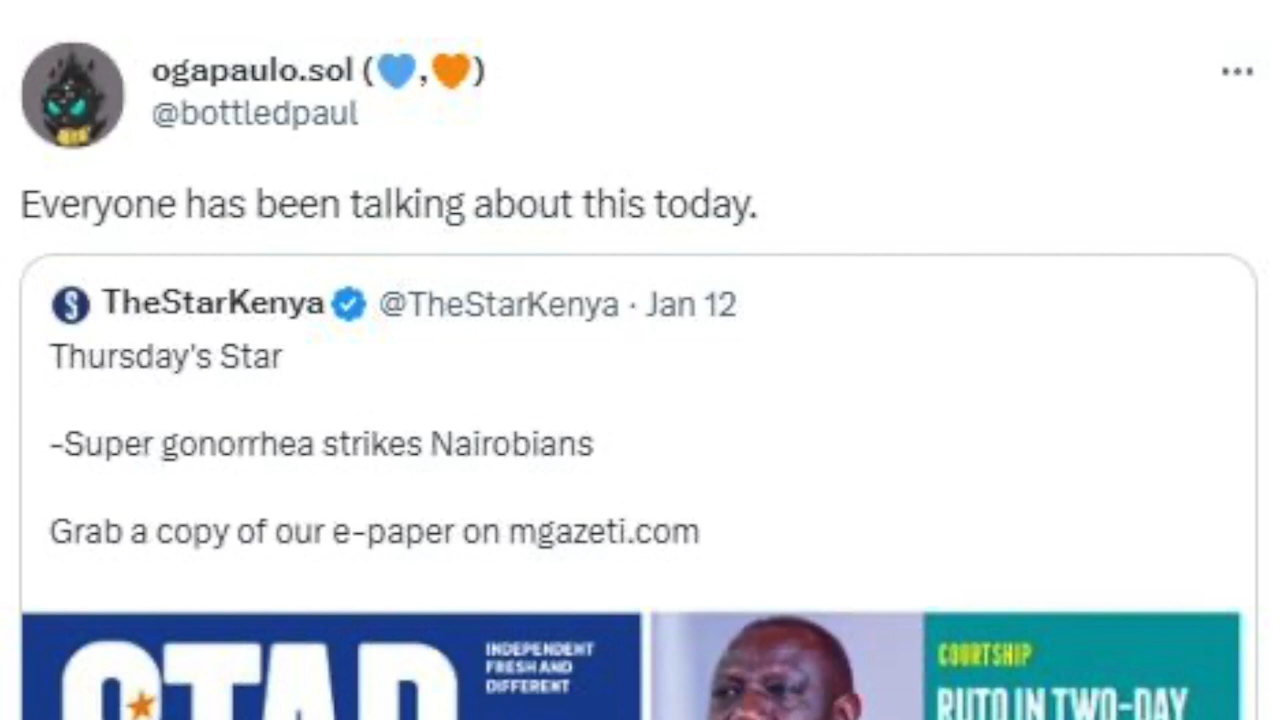 ogapaulo.sol (💙,🧡)
@bottledpaul
Everyone has been talking about this today.
TheStarKenya @TheStarKenya · Jan 12
Thursday's Star
-Super gonorrhea strikes Nairobians
Grab a copy of our e-paper on mgazeti.com
STAR
INDEPENDENT
FRESH AND
DIFFERENT
COURTSHIP
RUTO IN TWO-DAY